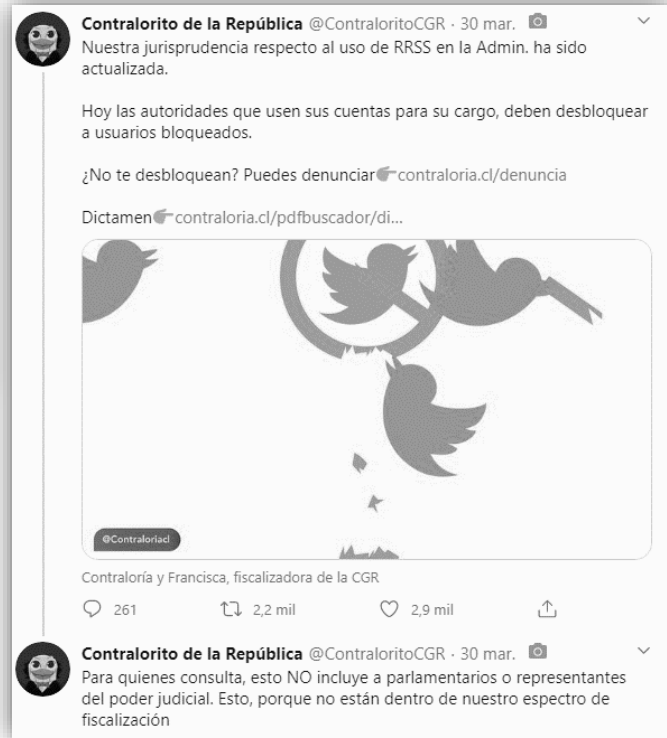 Contralorito de la República @ContraloritoCGR · 30 mar.
Nuestra jurisprudencia respecto al uso de RRSS en la Admin. ha sido
actualizada.
Hoy las autoridades que usen sus cuentas para su cargo, deben desbloquear
a usuarios bloqueados.
¿No te desbloquean? Puedes denunciar👉contraloria.cl/denuncia
Dictamen👉contraloria.cl/pdfbuscador/di...
@Contraloriacl
Contraloría y Francisca, fiscalizadora de la CGR
261 2,2 mil 2,9 mil
Contralorito de la República @ContraloritoCGR · 30 mar.
Para quienes consulta, esto NO incluye a parlamentarios o representantes
del poder judicial. Esto, porque no están dentro de nuestro espectro de
fiscalización